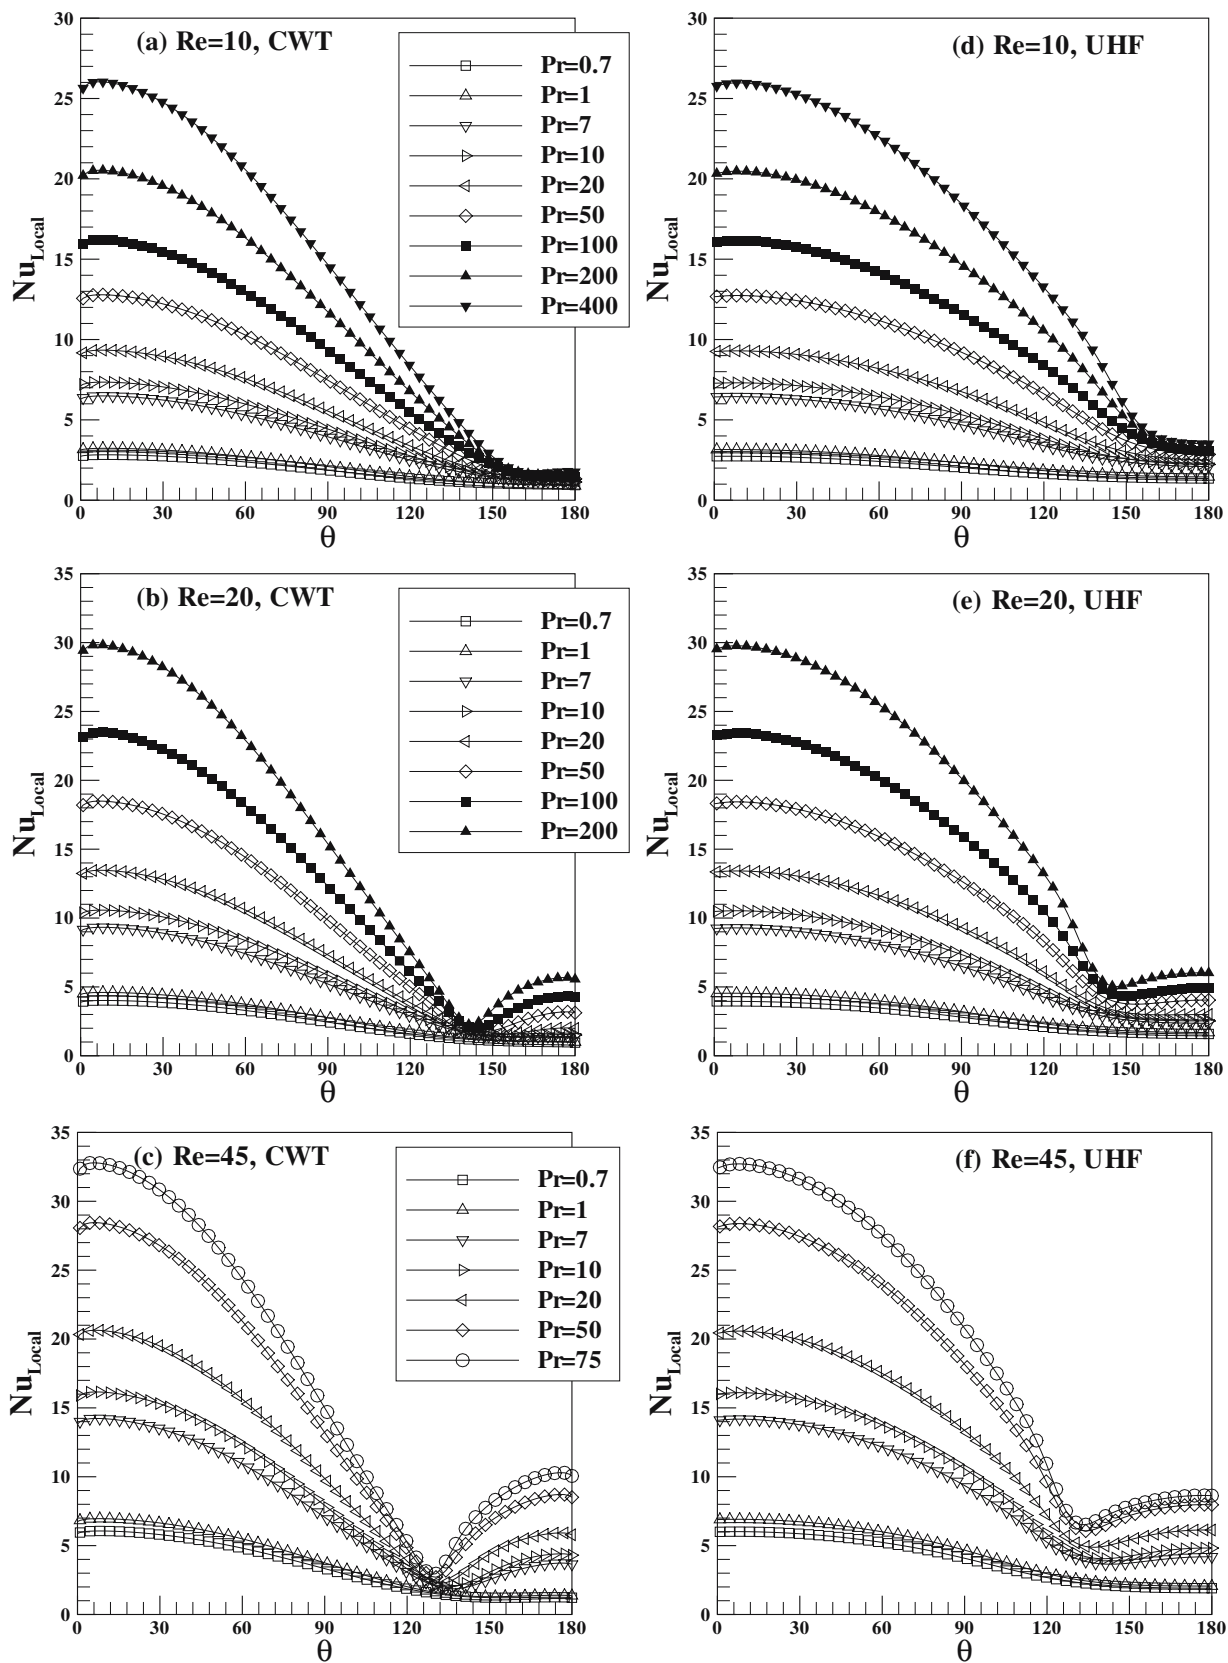 (a) Re=10, CWT
Pr=0.7
Pr=1
Pr=7
Pr=10
Pr=20
Pr=50
Pr=100
Pr=200
Pr=400
Nu_Local
30
25
20
15
10
5
0
0 30 60 90 120 150 180
θ
(d) Re=10, UHF
Nu_Local
30
25
20
15
10
5
0
0 30 60 90 120 150 180
θ
(b) Re=20, CWT
Pr=0.7
Pr=1
Pr=7
Pr=10
Pr=20
Pr=50
Pr=100
Pr=200
Nu_Local
35
30
25
20
15
10
5
0
0 30 60 90 120 150 180
θ
(e) Re=20, UHF
Nu_Local
35
30
25
20
15
10
5
0
0 30 60 90 120 150 180
θ
(c) Re=45, CWT
Pr=0.7
Pr=1
Pr=7
Pr=10
Pr=20
Pr=50
Pr=75
Nu_Local
35
30
25
20
15
10
5
0
0 30 60 90 120 150 180
θ
(f) Re=45, UHF
Nu_Local
35
30
25
20
15
10
5
0
0 30 60 90 120 150 180
θ